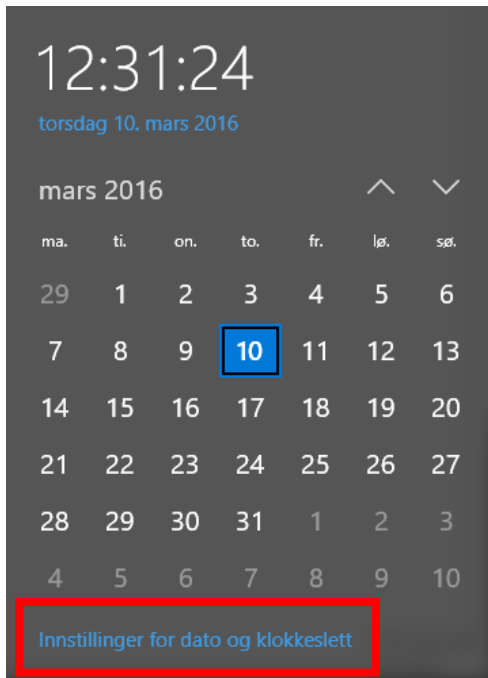 12:31:24
torsdag 10. mars 2016
mars 2016
ma. ti. on. to. fr. lø. sø.
29 1 2 3 4 5 6
7 8 9 10 11 12 13
14 15 16 17 18 19 20
21 22 23 24 25 26 27
28 29 30 31 1 2 3
4 5 6 7 8 9 10
Innstillinger for dato og klokkeslett